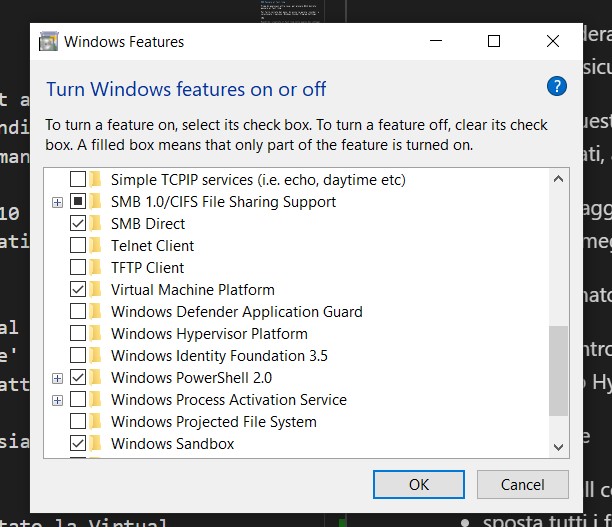 Windows Features
Turn Windows features on or off
To turn a feature on, select its check box. To turn a feature off, clear its check
box. A filled box means that only part of the feature is turned on.
Simple TCPIP services (i.e. echo, daytime etc)
SMB 1.0/CIFS File Sharing Support
SMB Direct
Telnet Client
TFTP Client
Virtual Machine Platform
Windows Defender Application Guard
Windows Hypervisor Platform
Windows Identity Foundation 3.5
Windows PowerShell 2.0
Windows Process Activation Service
Windows Projected File System
Windows Sandbox
OK
Cancel
la Virtual
sposta tutti i f